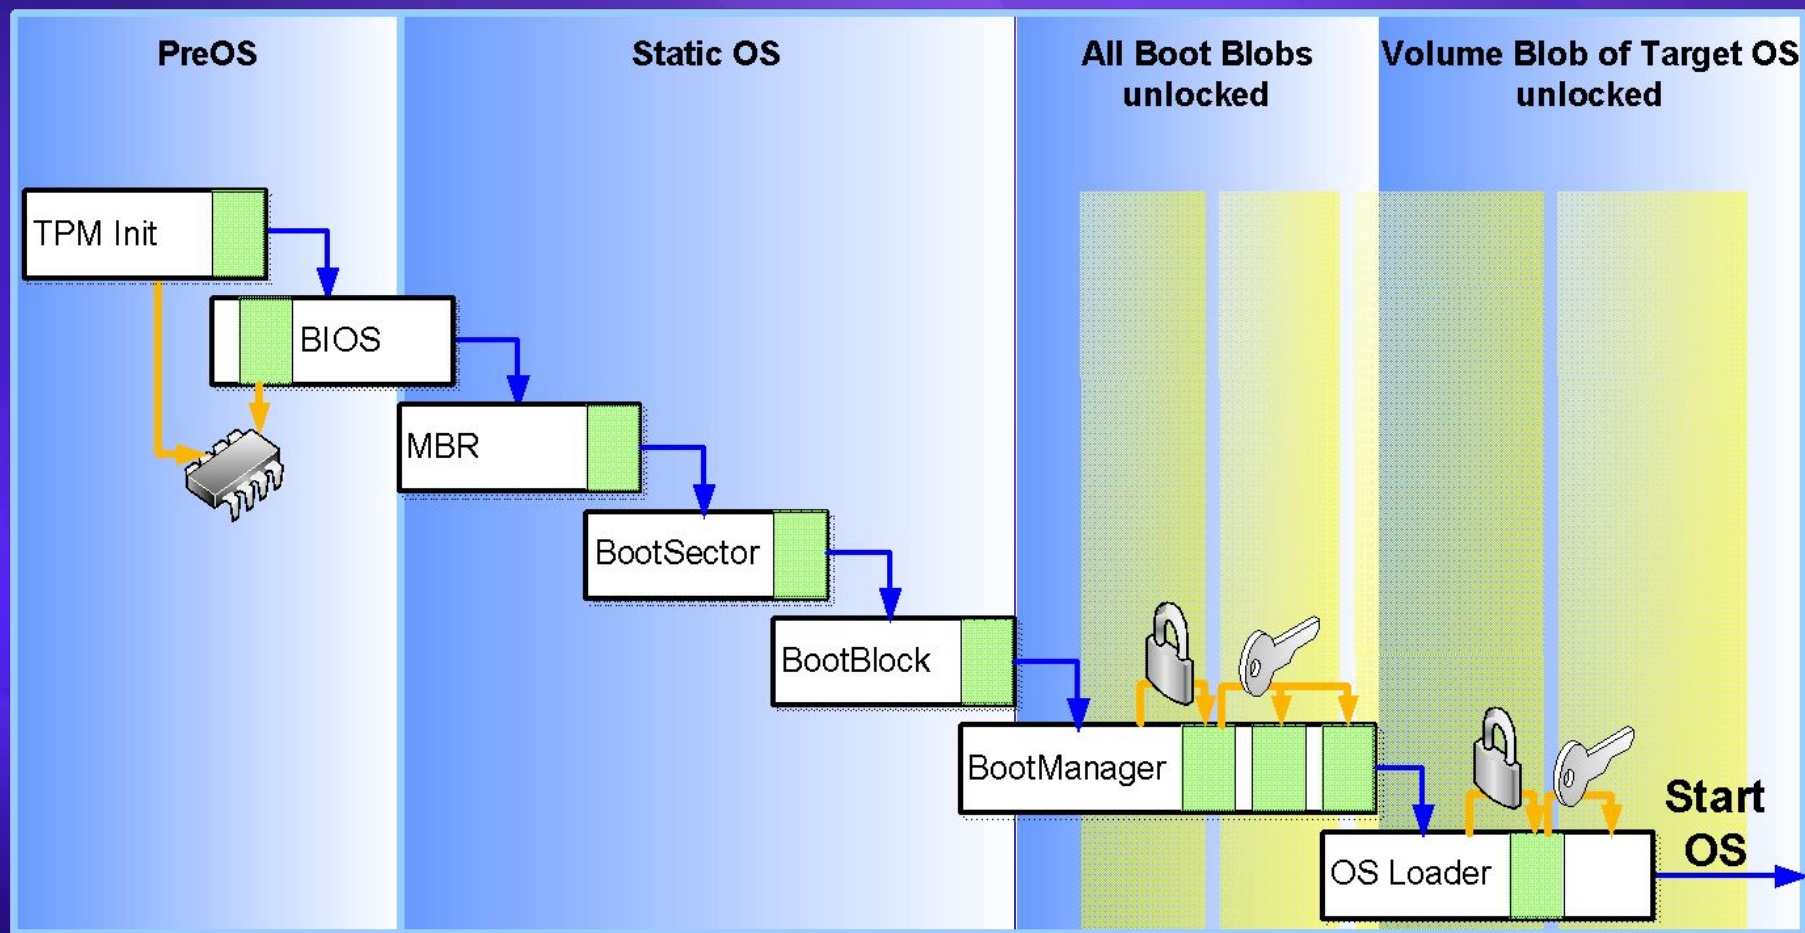 PreOS
Static OS
All Boot Blobs
unlocked
Volume Blob of Target OS
unlocked
TPM Init
BIOS
MBR
BootSector
BootBlock
BootManager
OS Loader
Start
OS